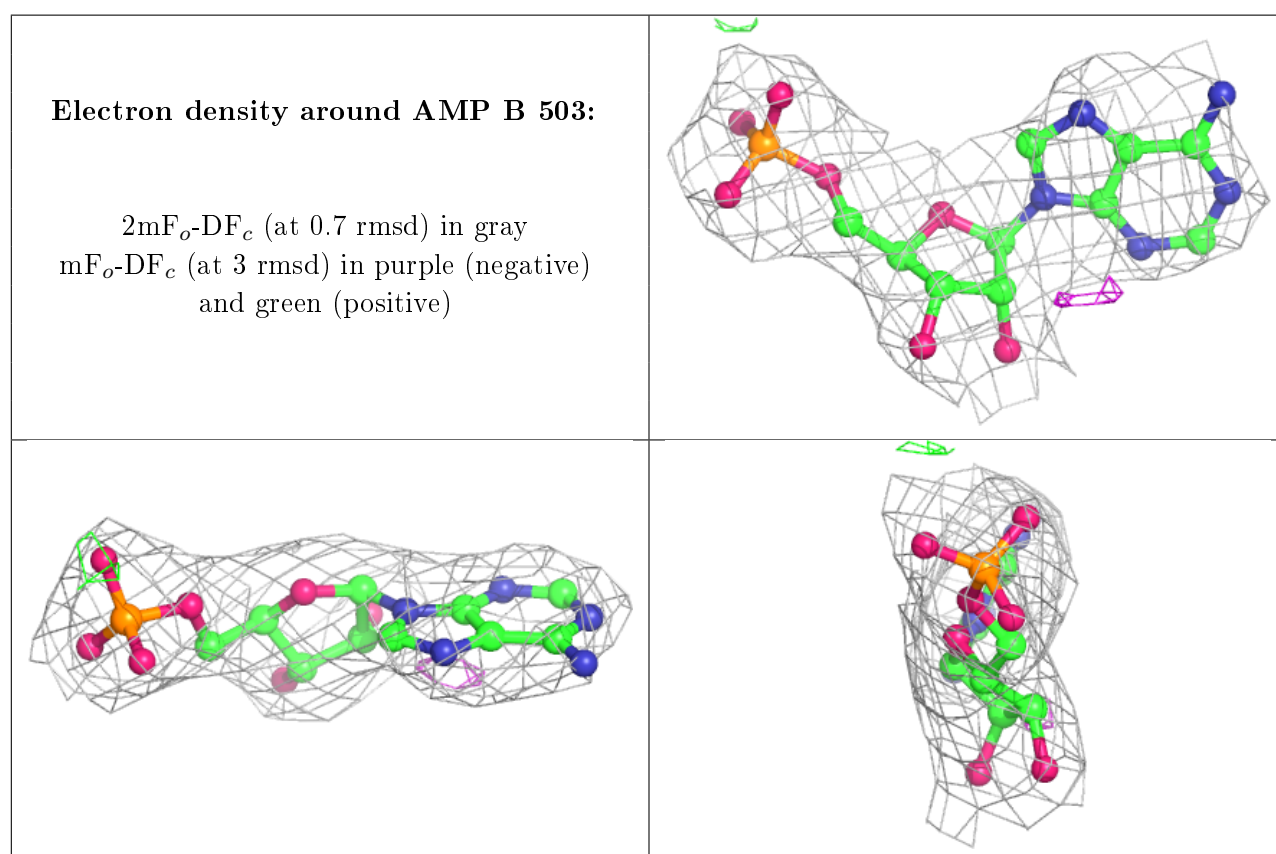 Electron density around AMP B 503:
2mFo-DFc (at 0.7 rmsd) in gray
mFo-DFc (at 3 rmsd) in purple (negative)
and green (positive)